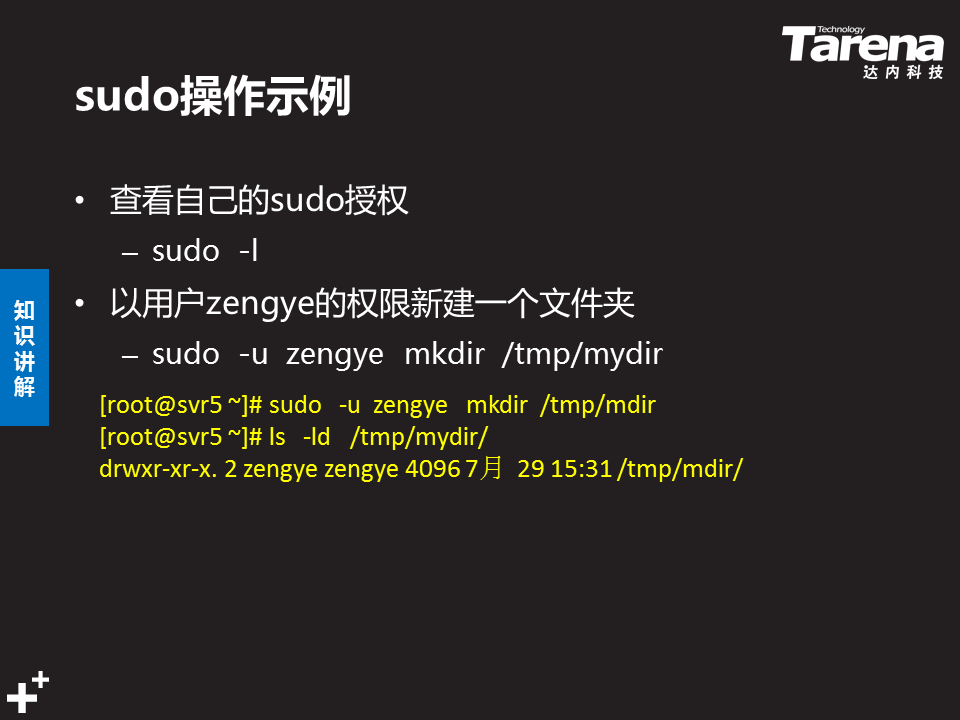 Technology
Tarena
达内科技
sudo操作示例
• 查看自己的sudo授权
– sudo -l
• 以用户zengye的权限新建一个文件夹
– sudo -u zengye mkdir /tmp/mydir
知识讲解
[root@svr5 ~]# sudo -u zengye mkdir /tmp/mdir
[root@svr5 ~]# ls -ld /tmp/mydir/
drwxr-xr-x. 2 zengye zengye 4096 7月 29 15:31 /tmp/mdir/